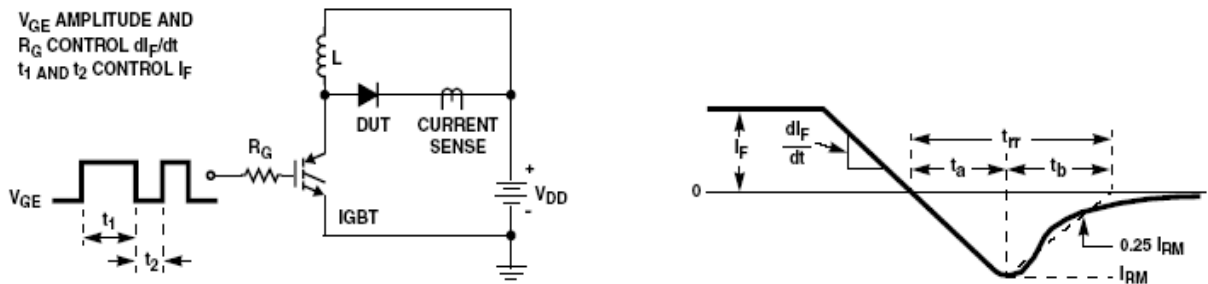 V_GE AMPLITUDE AND
R_G CONTROL dI_F/dt
t_1 AND t_2 CONTROL I_F
L
DUT
CURRENT
SENSE
R_G
V_GE
t_1
t_2
IGBT
+
V_DD
-
I_F
dI_F
dt
t_rr
t_a
t_b
0
0.25 I_RM
I_RM